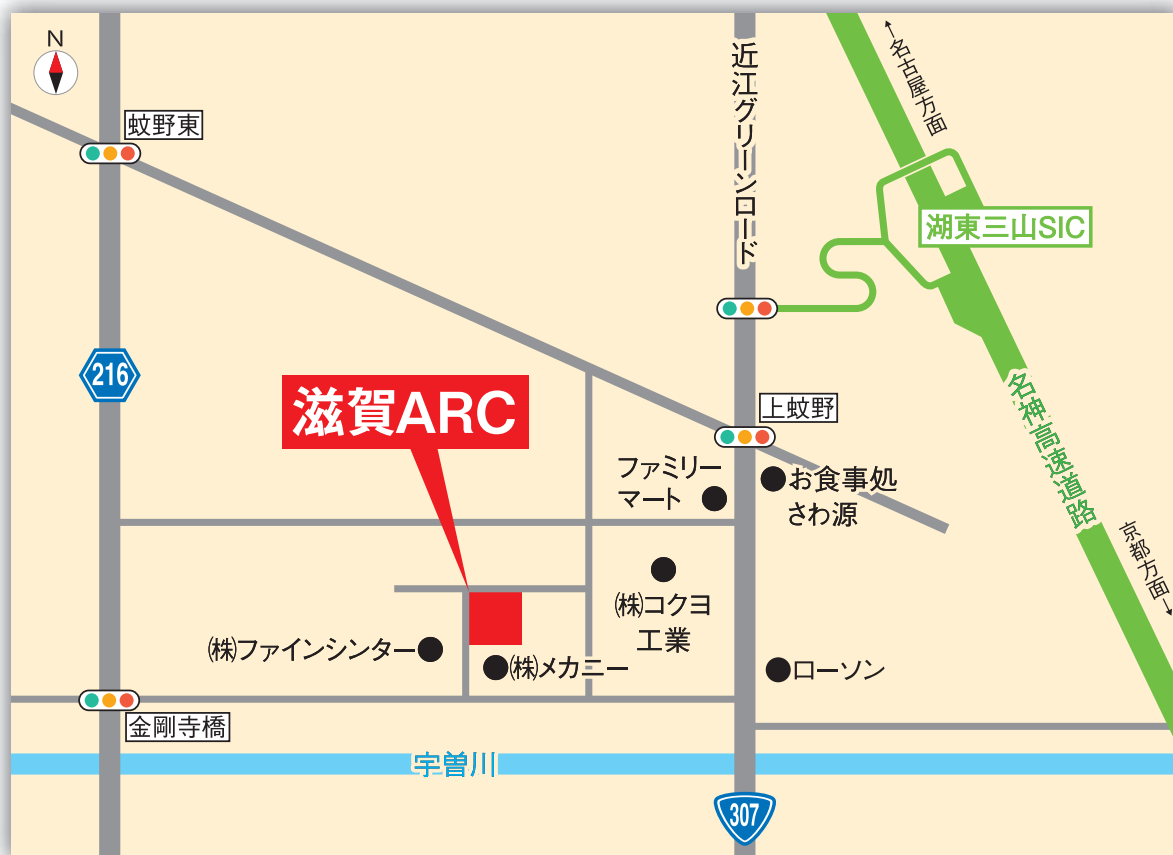 N
蚊野東
近江グリーンロード
←名古屋方面
湖東三山SIC
216
滋賀ARC
上蚊野
名神高速道路
ファミリー
マート
お食事処
さわ源
京都方面→
㈱コクヨ
工業
㈱ファインシンター
㈱メカニー
ローソン
金剛寺橋
宇曽川
307